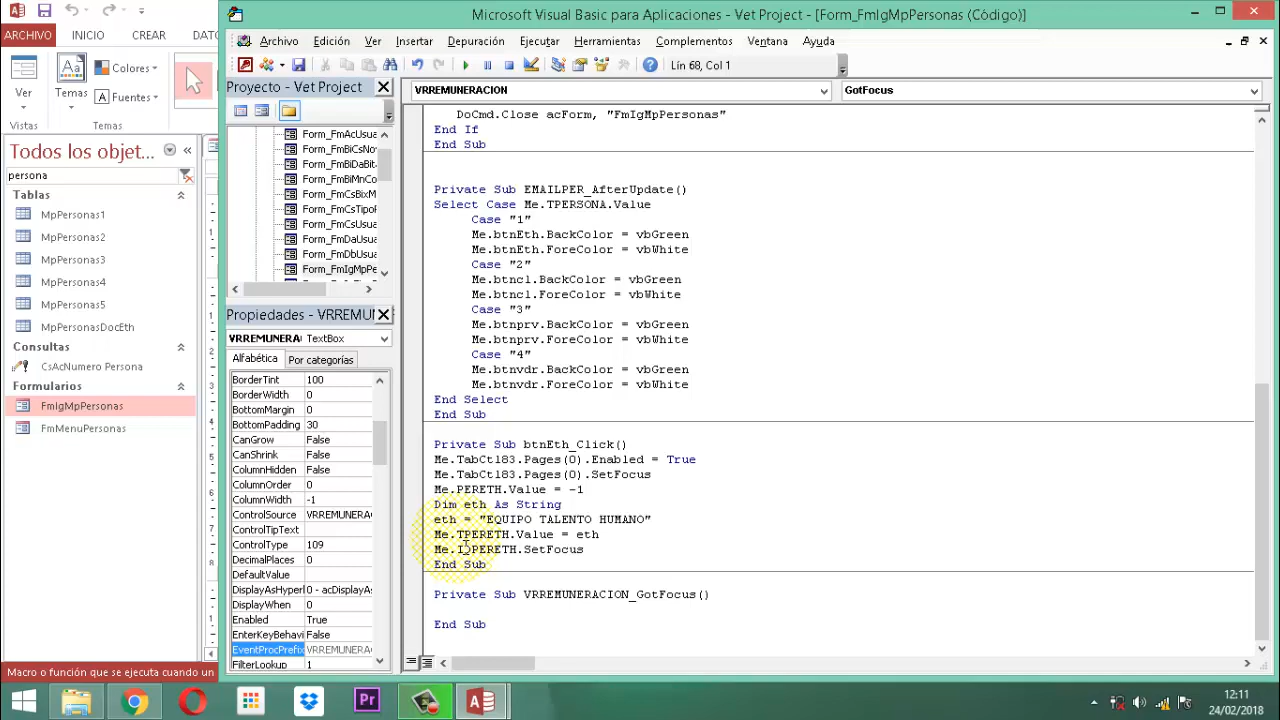 Microsoft Visual Basic para Aplicaciones - Vet Project - [Form_FmIgMpPersonas (Código)]
ARCHIVO INICIO CREAR DATO
Ver
Temas
Colores
Fuentes
Vistas
Temas
Todos los objet...
persona
Tablas
MpPersonas1
MpPersonas2
MpPersonas3
MpPersonas4
MpPersonas5
MpPersonasDocEth
Consultas
CsAcNumero Persona
Formularios
FmIgMpPersonas
FmMenuPersonas
Macro o función que se ejecuta cuando un
Archivo Edición Ver Insertar Depuración Ejecutar Herramientas Complementos Ventana Ayuda
Lín 68, Col 1
Proyecto - Vet Project
Form_FmAcUsua
Form_FmBiCsNo
Form_FmBiDaBit
Form_FmBiMnCo
Form_FmCsBixM
Form_FmCsTipoF
Form_FmCsUsua
Form_FmDaUsua
Form_FmDbUsua
Form_FmIgMpPe
Propiedades - VRREMUN
VRREMUNERA TextBox
Alfabética Por categorías
BorderTint 100
BorderWidth 0
BottomMargin 0
BottomPadding 30
CanGrow False
CanShrink False
ColumnHidden False
ColumnOrder 0
ColumnWidth -1
ControlSource VRREMUNERA
ControlTipText
ControlType 109
DecimalPlaces 0
DefaultValue
DisplayAsHyperl 0 - acDisplayAs
DisplayWhen 0
Enabled True
EnterKeyBehavi False
EventProcPrefix VRREMUNERA
FilterLookup 1
VRREMUNERACION GotFocus
DoCmd.Close acForm, "FmIgMpPersonas"
End If
End Sub
Private Sub EMAILPER_AfterUpdate()
Select Case Me.TPERSONA.Value
Case "1"
Me.btnEth.BackColor = vbGreen
Me.btnEth.ForeColor = vbWhite
Case "2"
Me.btncl.BackColor = vbGreen
Me.btncl.ForeColor = vbWhite
Case "3"
Me.btnprv.BackColor = vbGreen
Me.btnprv.ForeColor = vbWhite
Case "4"
Me.btnvdr.BackColor = vbGreen
Me.btnvdr.ForeColor = vbWhite
End Select
End Sub
Private Sub btnEth_Click()
Me.TabCtl83.Pages(0).Enabled = True
Me.TabCtl83.Pages(0).SetFocus
Me.PERETH.Value = -1
Dim eth As String
eth = "EQUIPO TALENTO HUMANO"
Me.TPERETH.Value = eth
End Sub
Private Sub VRREMUNERACION_GotFocus()
End Sub
Pr
12:11
24/02/2018